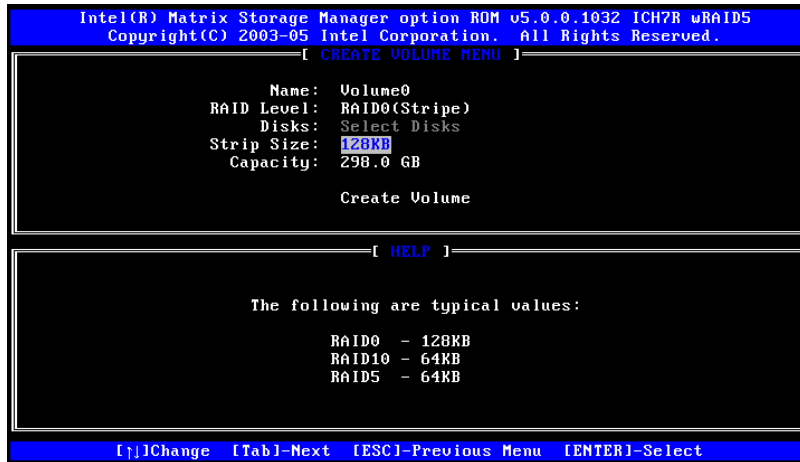 Intel(R) Matrix Storage Manager option ROM v5.0.0.1032 ICH7R wRAID5
Copyright(C) 2003-05 Intel Corporation. All Rights Reserved.
[ CREATE VOLUME MENU ]
Name: Volume0
RAID Level: RAID0(Stripe)
Disks: Select Disks
Strip Size: 128KB
Capacity: 298.0 GB
Create Volume
[ HELP ]
The following are typical values:
RAID0 - 128KB
RAID10 - 64KB
RAID5 - 64KB
[↑↓]Change [Tab]-Next [ESC]-Previous Menu [ENTER]-Select